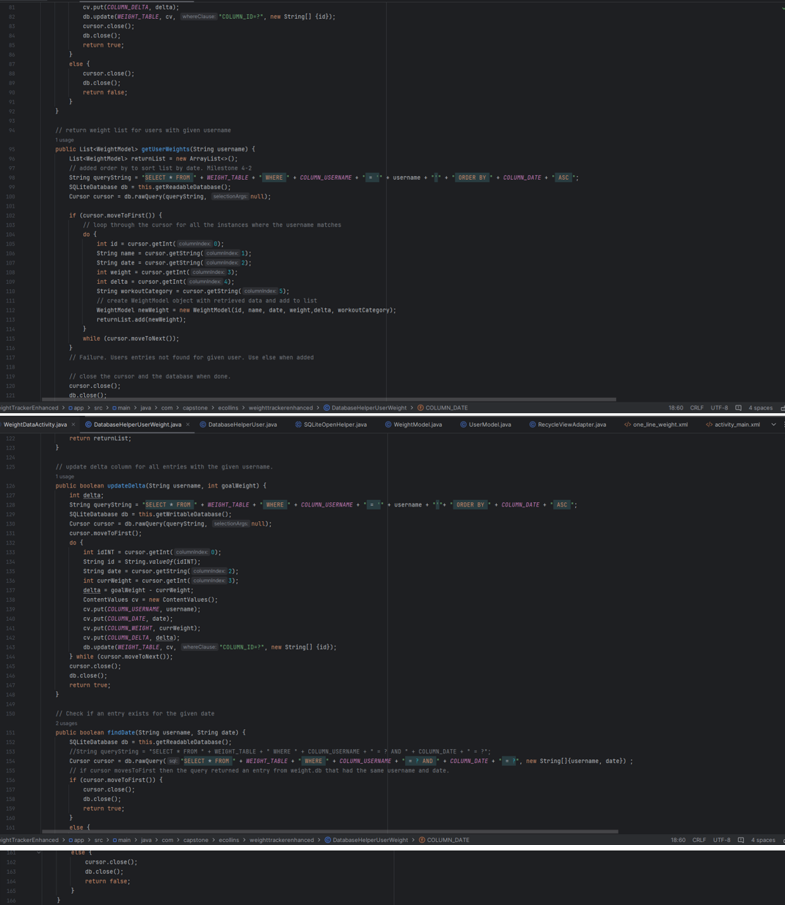 81 cv.put(COLUMN_DELTA, delta);
82 db.update(WEIGHT_TABLE, cv, whereClause: "COLUMN_ID=?", new String[] {id});
83 cursor.close();
84 db.close();
85 return true;
86 }
87 else {
88 cursor.close();
89 db.close();
90 return false;
91 }
92 }
93
94 // return weight list for users with given username
1 usage
95 public List<WeightModel> getUserWeights(String username) {
96 List<WeightModel> returnList = new ArrayList<>();
97 // added order by to sort list by date. Milestone 4-2
98 String queryString = "SELECT * FROM " + WEIGHT_TABLE + " WHERE " + COLUMN_USERNAME + " = '" + username + "'" + " ORDER BY " + COLUMN_DATE + " ASC ";
99 SQLiteDatabase db = this.getReadableDatabase();
100 Cursor cursor = db.rawQuery(queryString, selectionArgs: null);
101
102 if (cursor.moveToFirst()) {
103 // loop through the cursor for all the instances where the username matches
104 do {
105 int id = cursor.getInt( columnIndex: 0);
106 String name = cursor.getString( columnIndex: 1);
107 String date = cursor.getString( columnIndex: 2);
108 int weight = cursor.getInt( columnIndex: 3);
109 int delta = cursor.getInt( columnIndex: 4);
110 String workoutCategory = cursor.getString( columnIndex: 5);
111 // create WeightModel object with retrieved data and add to list
112 WeightModel newWeight = new WeightModel(id, name, date, weight,delta, workoutCategory);
113 returnList.add(newWeight);
114 }
115 while (cursor.moveToNext());
116 }
117 // Failure. Users entries not found for given user. Use else when added
118
119 // close the cursor and the database when done.
120 cursor.close();
121 db.close();
eightTrackerEnhanced > app > src > main > java > com > capstone > ecollins > weighttrackerenhanced > DatabaseHelperUserWeight > COLUMN_DATE 18:60 CRLF UTF-8 4 spaces
WeightDataActivity.java DatabaseHelperUserWeight.java DatabaseHelperUser.java SQLiteOpenHelper.java WeightModel.java UserModel.java RecycleViewAdapter.java one_line_weight.xml activity_main.xml
122 return returnList;
123 }
124
125 // update delta column for all entries with the given username.
1 usage
126 public boolean updateDelta(String username, int goalWeight) {
127 int delta;
128 String queryString = "SELECT * FROM " + WEIGHT_TABLE + " WHERE " + COLUMN_USERNAME + " = '" + username + "'"+ " ORDER BY " + COLUMN_DATE + " ASC ";
129 SQLiteDatabase db = this.getWritableDatabase();
130 Cursor cursor = db.rawQuery(queryString, selectionArgs: null);
131 cursor.moveToFirst();
132 do {
133 int idINT = cursor.getInt( columnIndex: 0);
134 String id = String.valueOf(idINT);
135 String date = cursor.getString( columnIndex: 2);
136 int currWeight = cursor.getInt( columnIndex: 3);
137 delta = goalWeight - currWeight;
138 ContentValues cv = new ContentValues();
139 cv.put(COLUMN_USERNAME, username);
140 cv.put(COLUMN_DATE, date);
141 cv.put(COLUMN_WEIGHT, currWeight);
142 cv.put(COLUMN_DELTA, delta);
143 db.update(WEIGHT_TABLE, cv, whereClause: "COLUMN_ID=?", new String[] {id});
144 } while (cursor.moveToNext());
145 cursor.close();
146 db.close();
147 return true;
148 }
149
150 // Check if an entry exists for the given date
2 usages
151 public boolean findDate(String username, String date) {
152 SQLiteDatabase db = this.getReadableDatabase();
153 //String queryString = "SELECT * FROM " + WEIGHT_TABLE + " WHERE " + COLUMN_USERNAME + " = ? AND " + COLUMN_DATE + " = ?";
154 Cursor cursor = db.rawQuery( sql: "SELECT * FROM " + WEIGHT_TABLE + " WHERE " + COLUMN_USERNAME + " = ? AND " + COLUMN_DATE + " = ?", new String[]{username, date}) ;
155 // if cursor movesToFirst then the query returned an entry from weight.db that had the same username and date.
156 if (cursor.moveToFirst()) {
157 cursor.close();
158 db.close();
159 return true;
160 }
161 else {
eightTrackerEnhanced > app > src > main > java > com > capstone > ecollins > weighttrackerenhanced > DatabaseHelperUserWeight > COLUMN_DATE 18:60 CRLF UTF-8 4 spaces
else {
162 cursor.close();
163 db.close();
164 return false;
165 }
166 }